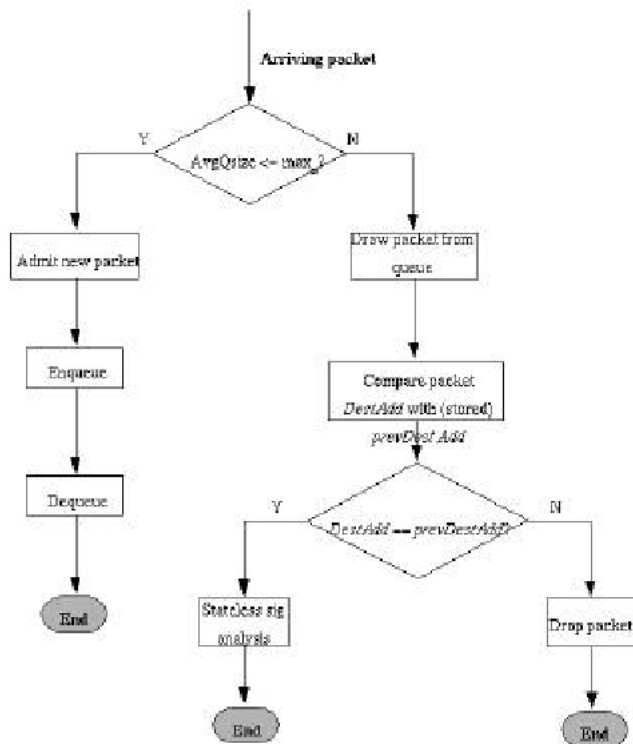 Arriving packet
Y
N
AvgQsize <= max_?
Admit new packet
Draw packet from
queue
Enqueue
Compare packet
DestAdd with (stored)
prevDest Add
Dequeue
Y
N
DestAdd == prevDestAdd?
End
Stateless sig
analysis
Drop packet
End
End